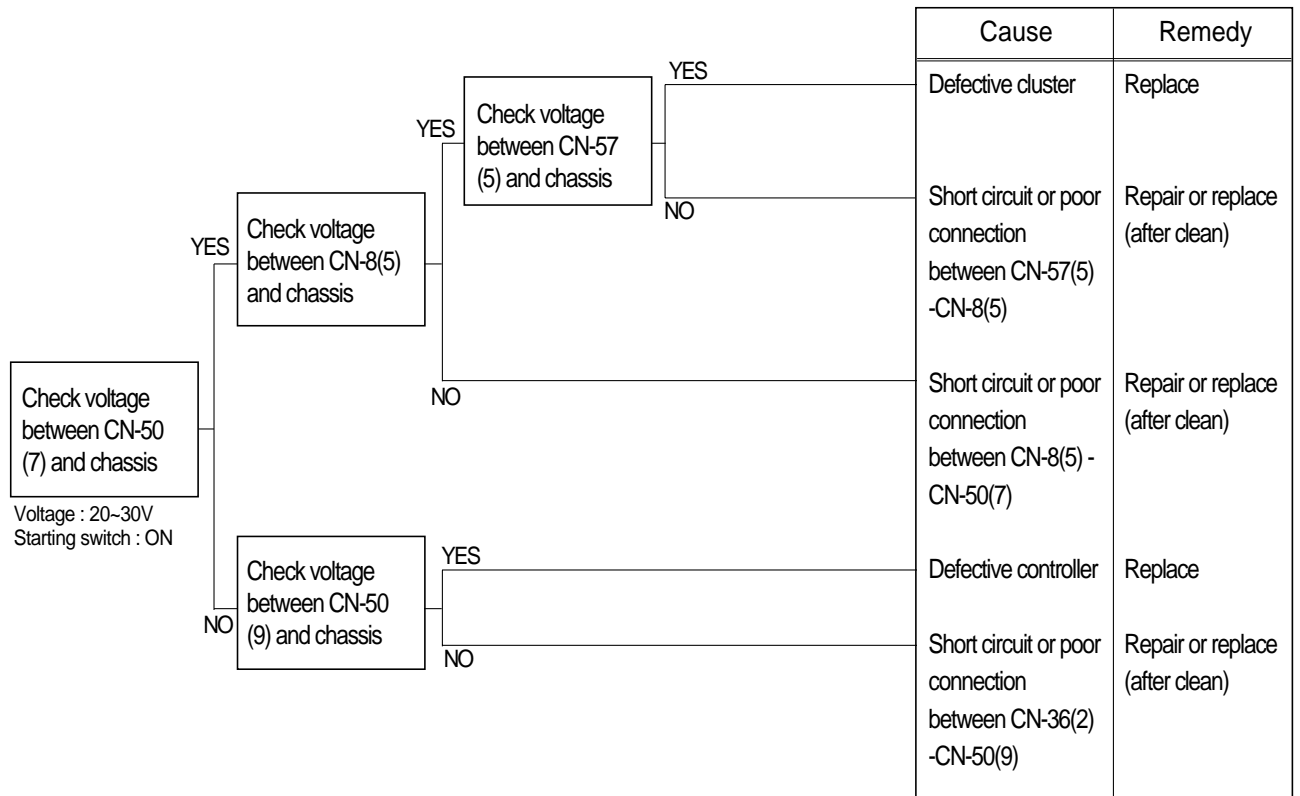 Cause
Remedy
YES
Defective cluster
Replace
Check voltage
between CN-57
(5) and chassis
YES
NO
Short circuit or poor
connection
between CN-57(5)
-CN-8(5)
Repair or replace
(after clean)
Check voltage
between CN-8(5)
and chassis
YES
NO
Short circuit or poor
connection
between CN-8(5) -
CN-50(7)
Repair or replace
(after clean)
Check voltage
between CN-50
(7) and chassis
Voltage : 20~30V
Starting switch : ON
YES
Defective controller
Replace
Check voltage
between CN-50
(9) and chassis
NO
NO
Short circuit or poor
connection
between CN-36(2)
-CN-50(9)
Repair or replace
(after clean)